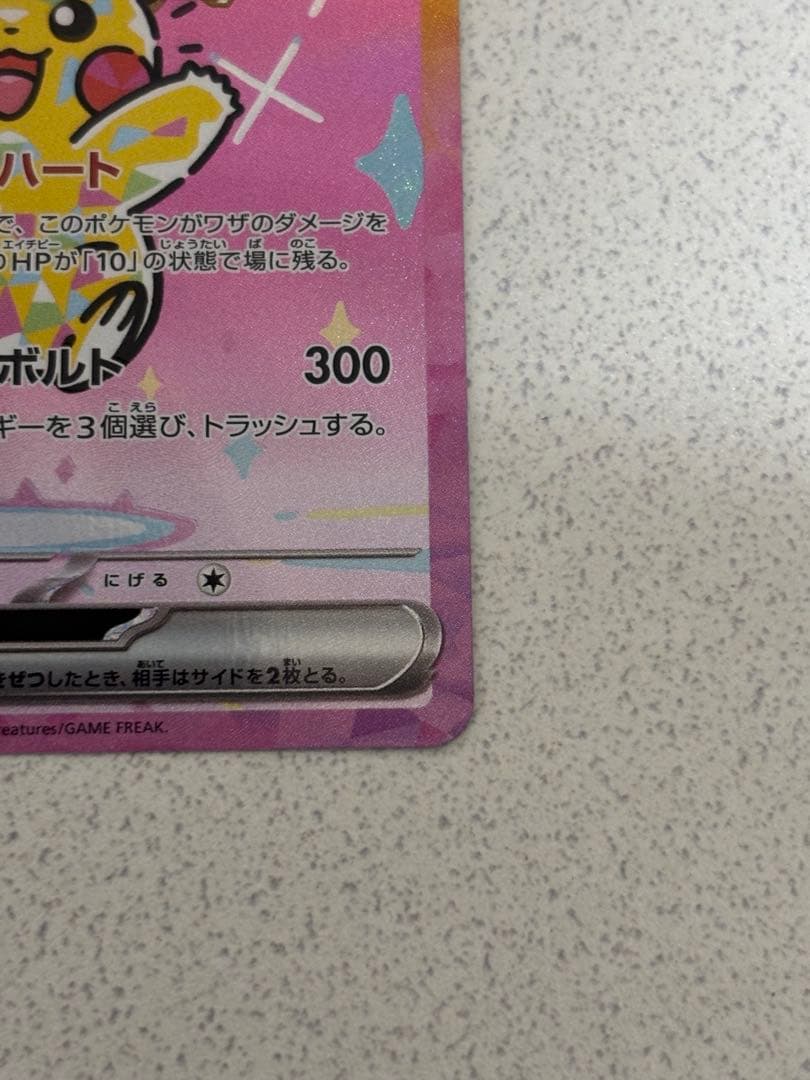 ハート
で、このポケモンがワザのダメージを
エイチピー じょうたい ば のこ
HPが「10」の状態で場に残る。
ボルト 300
こ えら
ギーを3個選び、トラッシュする。
にげる
あいて まい
ぜつしたとき、相手はサイドを2枚とる。
eatures/GAME FREAK.